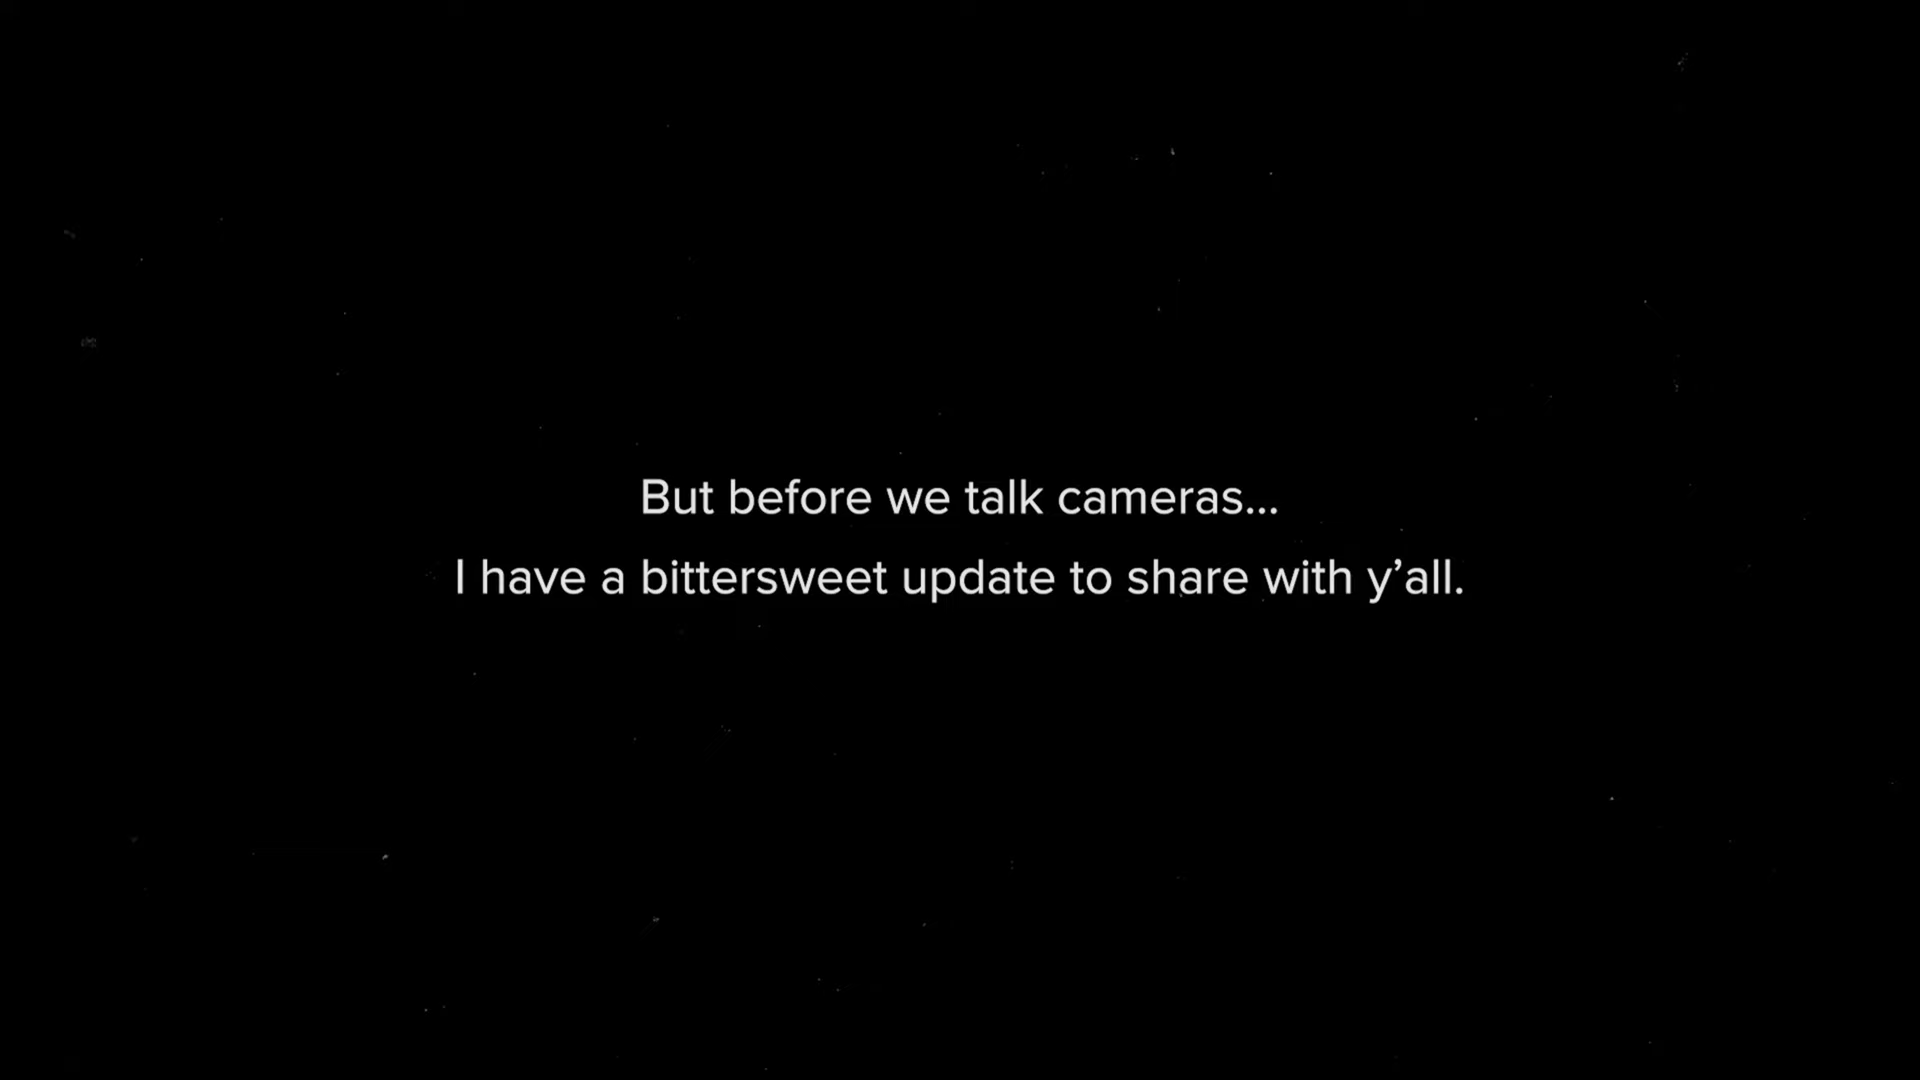 But before we talk cameras...
I have a bittersweet update to share with y’all.